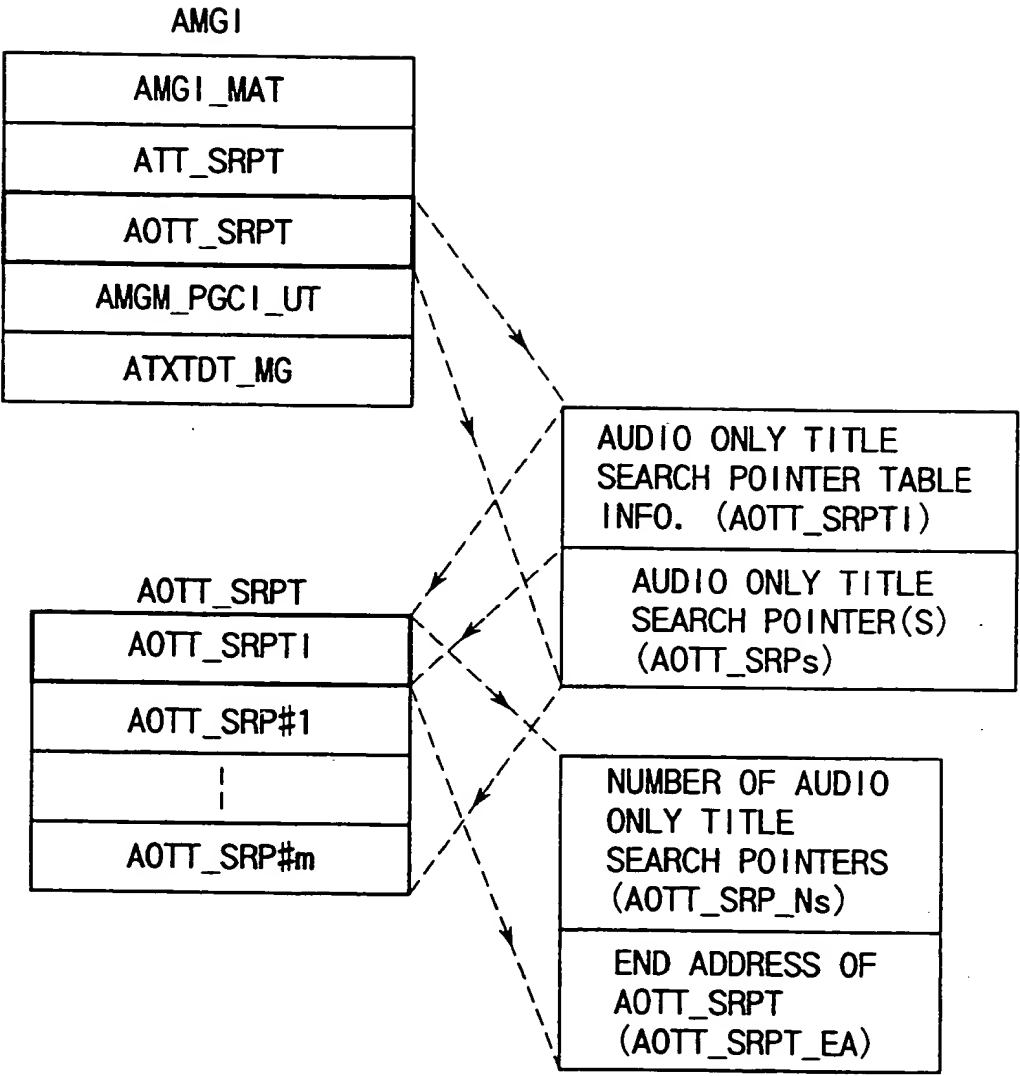 AMGI
AMGI_MAT
ATT_SRPT
AOTT_SRPT
AMGM_PGCI_UT
ATXTDT_MG
AUDIO ONLY TITLE
SEARCH POINTER TABLE
INFO. (AOTT_SRPTI)
AUDIO ONLY TITLE
SEARCH POINTER(S)
(AOTT_SRPs)
AOTT_SRPT
AOTT_SRPTI
AOTT_SRP#1
AOTT_SRP#m
NUMBER OF AUDIO
ONLY TITLE
SEARCH POINTERS
(AOTT_SRP_Ns)
END ADDRESS OF
AOTT_SRPT
(AOTT_SRPT_EA)